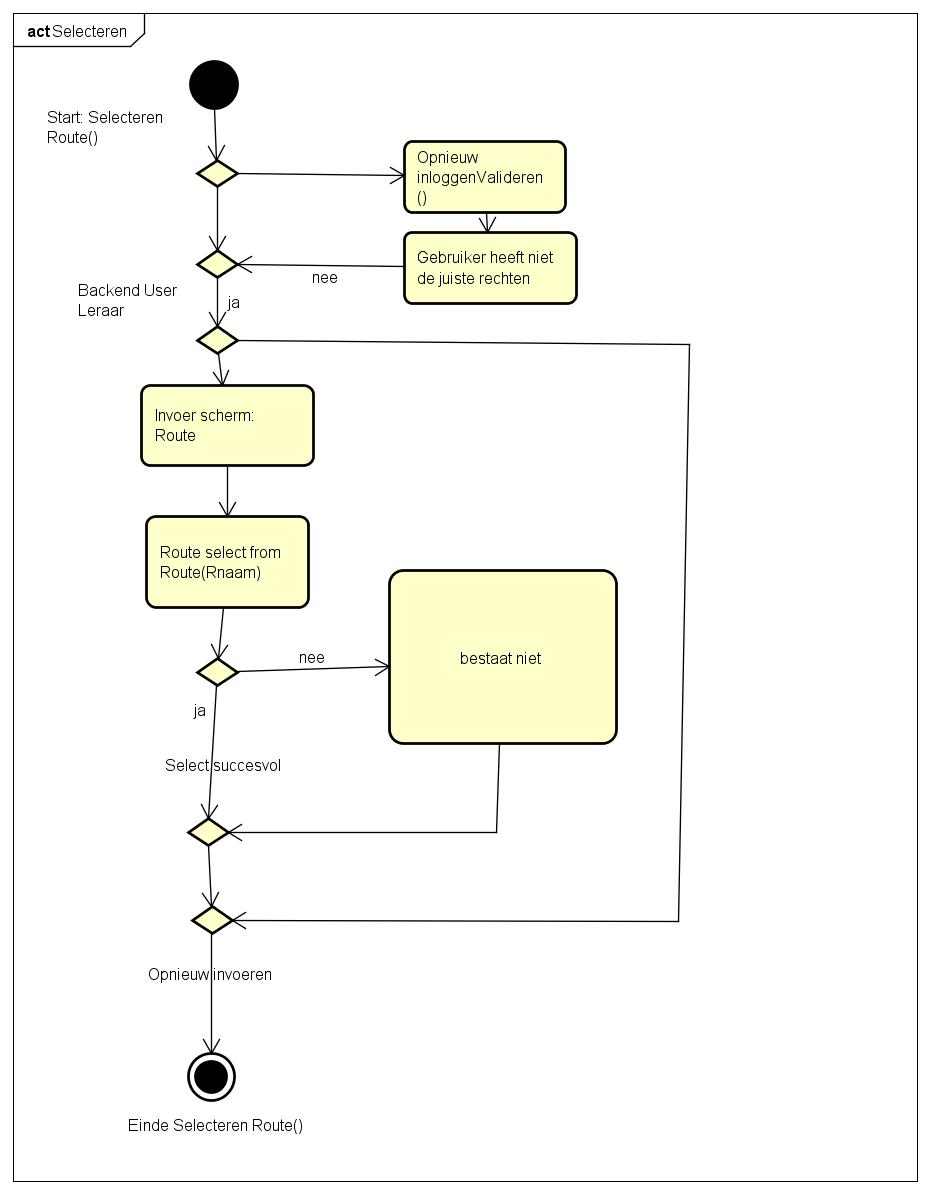 act Selecteren
Start: Selecteren
Route()
Opnieuw
inloggenValideren
()
Gebruiker heeft niet
de juiste rechten
nee
Backend User
Leraar
ja
Invoer scherm:
Route
Route select from
Route(Rnaam)
nee
bestaat niet
ja
Select succesvol
Opnieuw invoeren
Einde Selecteren Route()